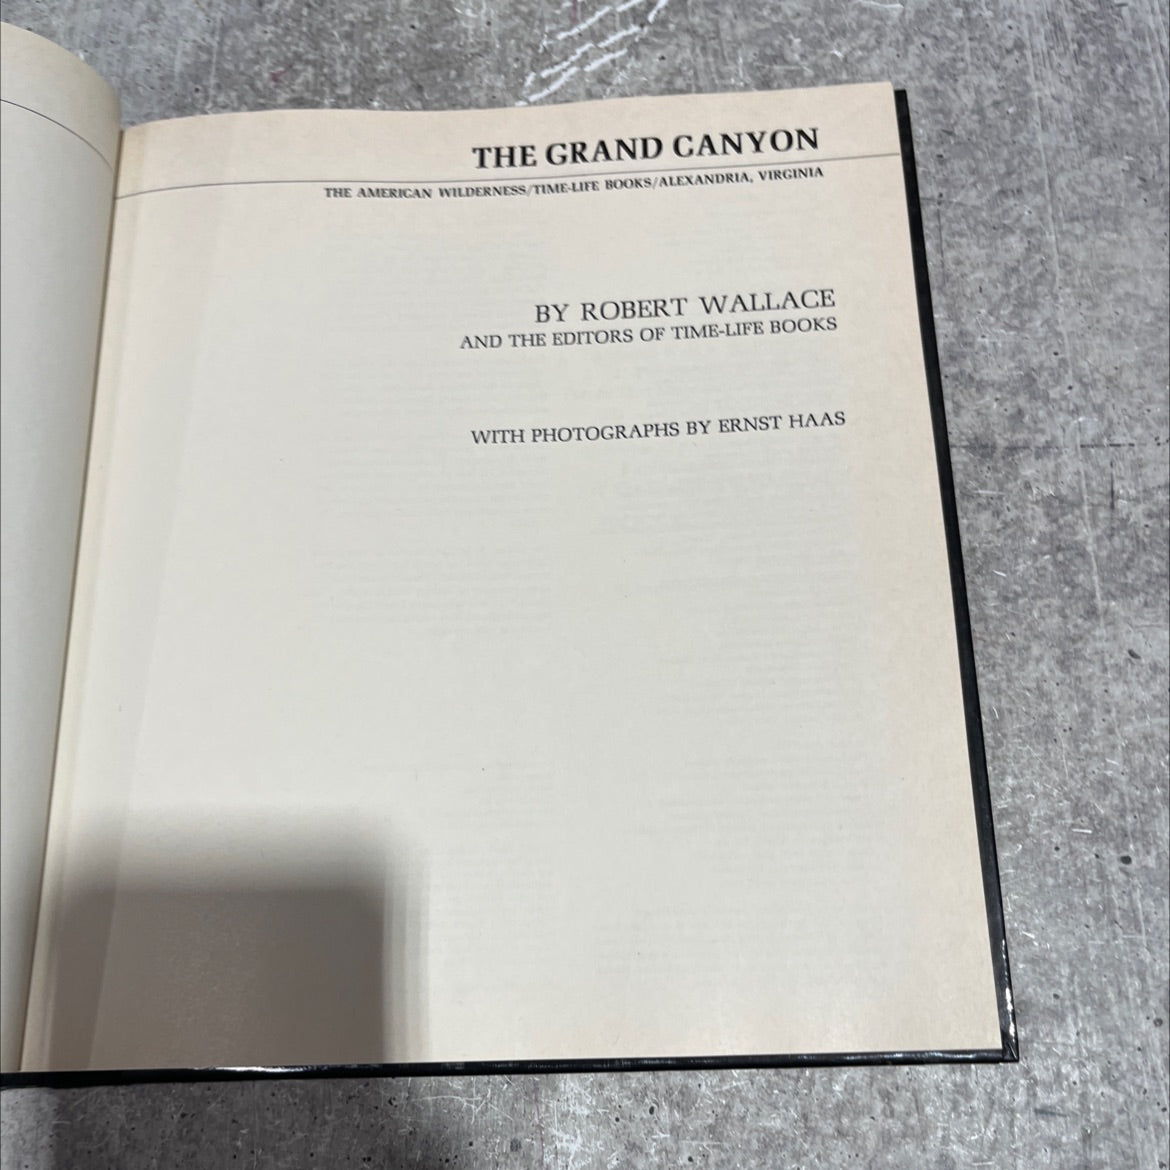 THE GRAND CANYON
THE AMERICAN WILDERNESS/TIME-LIFE BOOKS/ALEXANDRIA, VIRGINIA
BY ROBERT WALLACE
AND THE EDITORS OF TIME-LIFE BOOKS
WITH PHOTOGRAPHS BY ERNST HAAS